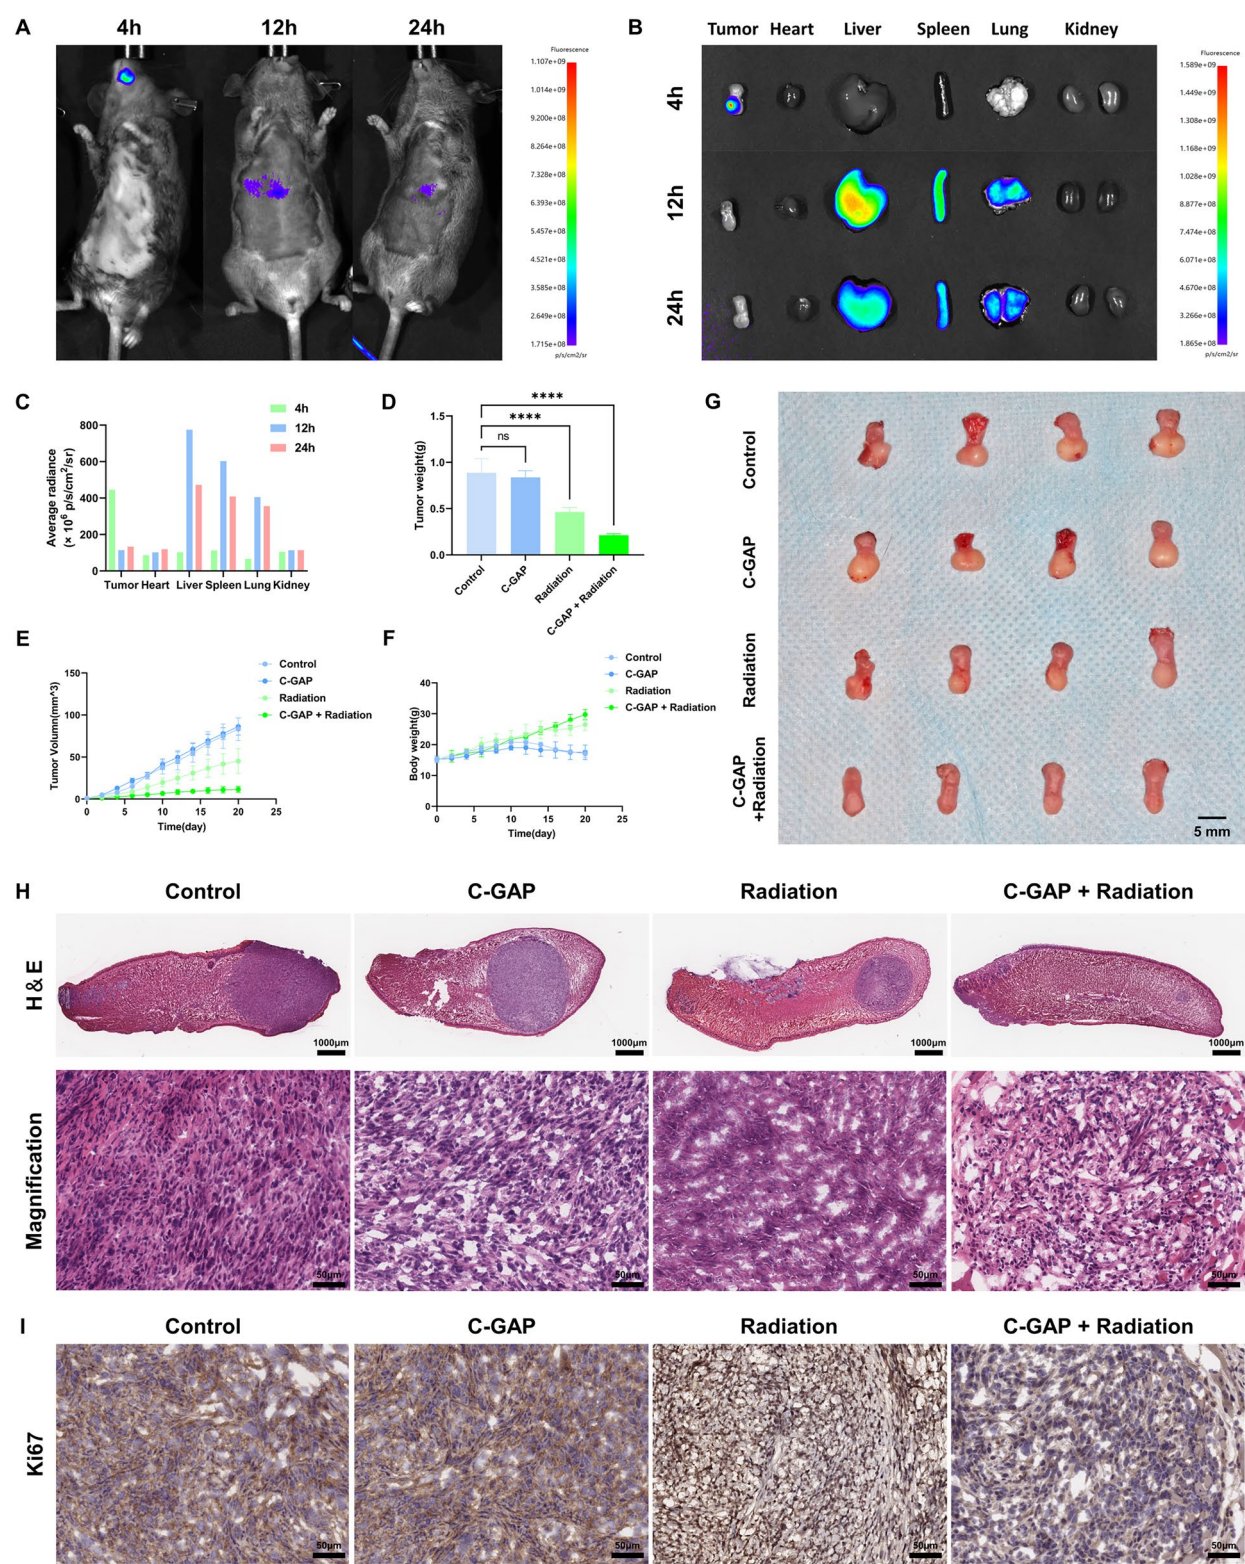 A
4h
12h
24h
Fluorescence
1.107e+09
1.014e+09
9.200e+08
8.264e+08
7.328e+08
6.393e+08
5.457e+08
4.521e+08
3.585e+08
2.649e+08
1.715e+08
p/s/cm2/sr
B
Tumor Heart Liver Spleen Lung Kidney
4h
12h
24h
Fluorescence
1.589e+09
1.449e+09
1.308e+09
1.168e+09
1.028e+09
8.877e+08
7.474e+08
6.070e+08
4.670e+08
3.266e+08
1.865e+08
p/s/cm2/sr
C
4h
12h
24h
Average radiance
(× 10⁶ p/s/cm²/sr)
800
600
400
200
0
Tumor Heart Liver Spleen Lung Kidney
D
Tumor weight(g)
1.5
1.0
0.5
0.0
****
****
ns
Control
C-GAP
Radiation
C-GAP + Radiation
E
Control
C-GAP
Radiation
C-GAP + Radiation
Tumor Volumn(mm^3)
150
100
50
0
0 5 10 15 20 25
Time(day)
F
Control
C-GAP
Radiation
C-GAP + Radiation
Body weight(g)
40
30
20
10
0
0 5 10 15 20 25
Time(day)
G
Control
C-GAP
Radiation
C-GAP
+Radiation
5 mm
H
Control
C-GAP
Radiation
C-GAP + Radiation
H&E
1000μm
1000μm
1000μm
1000μm
Magnification
50μm
50μm
50μm
50μm
I
Control
C-GAP
Radiation
C-GAP + Radiation
Ki67
50μm
50μm
50μm
50μm